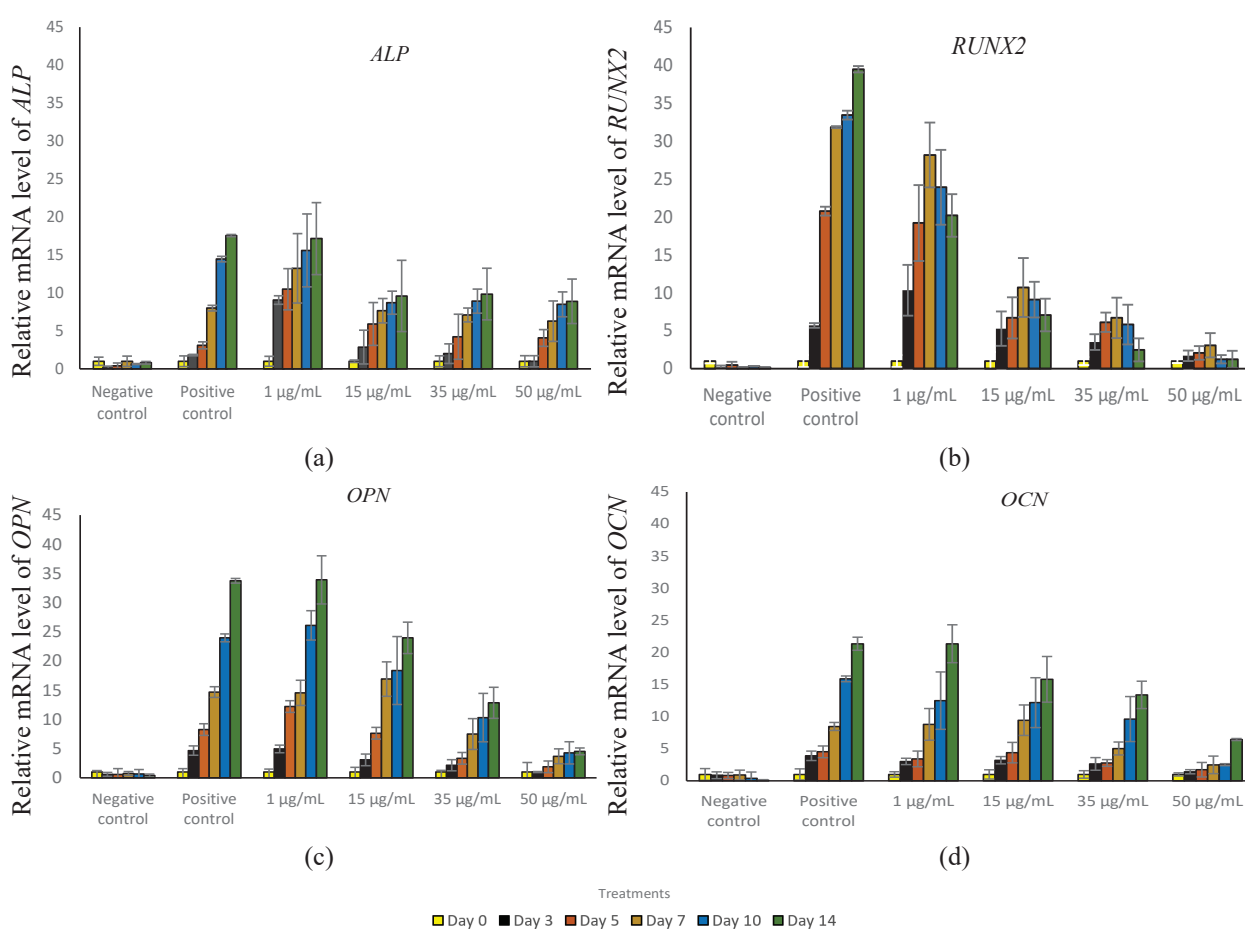 45
40
35
30
25
20
15
10
5
0
Relative mRNA level of ALP
ALP
Negative control
Positive control
1 µg/mL
15 µg/mL
35 µg/mL
50 µg/mL
(a)
45
40
35
30
25
20
15
10
5
0
Relative mRNA level of RUNX2
RUNX2
Negative control
Positive control
1 µg/mL
15 µg/mL
35 µg/mL
50 µg/mL
(b)
45
40
35
30
25
20
15
10
5
0
Relative mRNA level of OPN
OPN
Negative control
Positive control
1 µg/mL
15 µg/mL
35 µg/mL
50 µg/mL
(c)
45
40
35
30
25
20
15
10
5
0
Relative mRNA level of OCN
OCN
Negative control
Positive control
1 µg/mL
15 µg/mL
35 µg/mL
50 µg/mL
(d)
Treatments
Day 0 Day 3 Day 5 Day 7 Day 10 Day 14